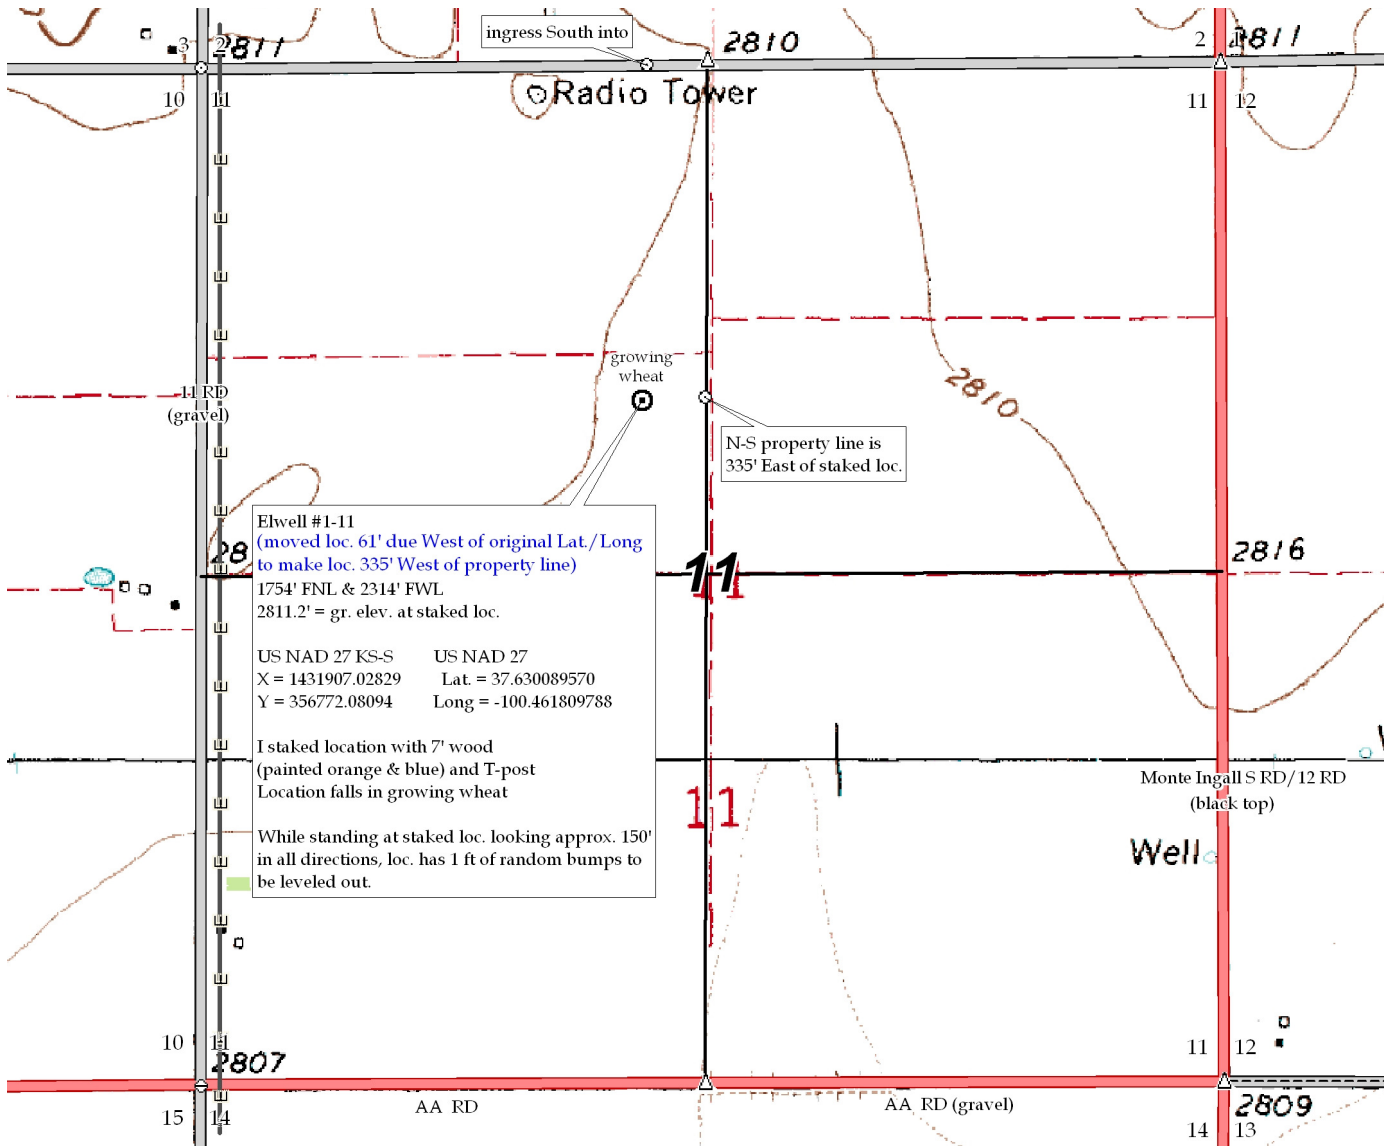 ingress South into
3 2
2811
2810
2
2811
10 11
Radio Tower
11 12
growing
wheat
11 RD
(gravel)
2810
N-S property line is
335' East of staked loc.
Elwell #1-11
(moved loc. 61' due West of original Lat./Long
to make loc. 335' West of property line)
1754' FNL & 2314' FWL
2811.2' = gr. elev. at staked loc.
US NAD 27 KS-S US NAD 27
X = 1431907.02829 Lat. = 37.630089570
Y = 356772.08094 Long = -100.461809788
I staked location with 7' wood
(painted orange & blue) and T-post
Location falls in growing wheat
While standing at staked loc. looking approx. 150'
in all directions, loc. has 1 ft of random bumps to
be leveled out.
28
11
11
2816
Monte Ingall S RD/12 RD
(black top)
11
Well
10 11
2807
11 12
AA RD
AA RD (gravel)
2809
15 14
14 13